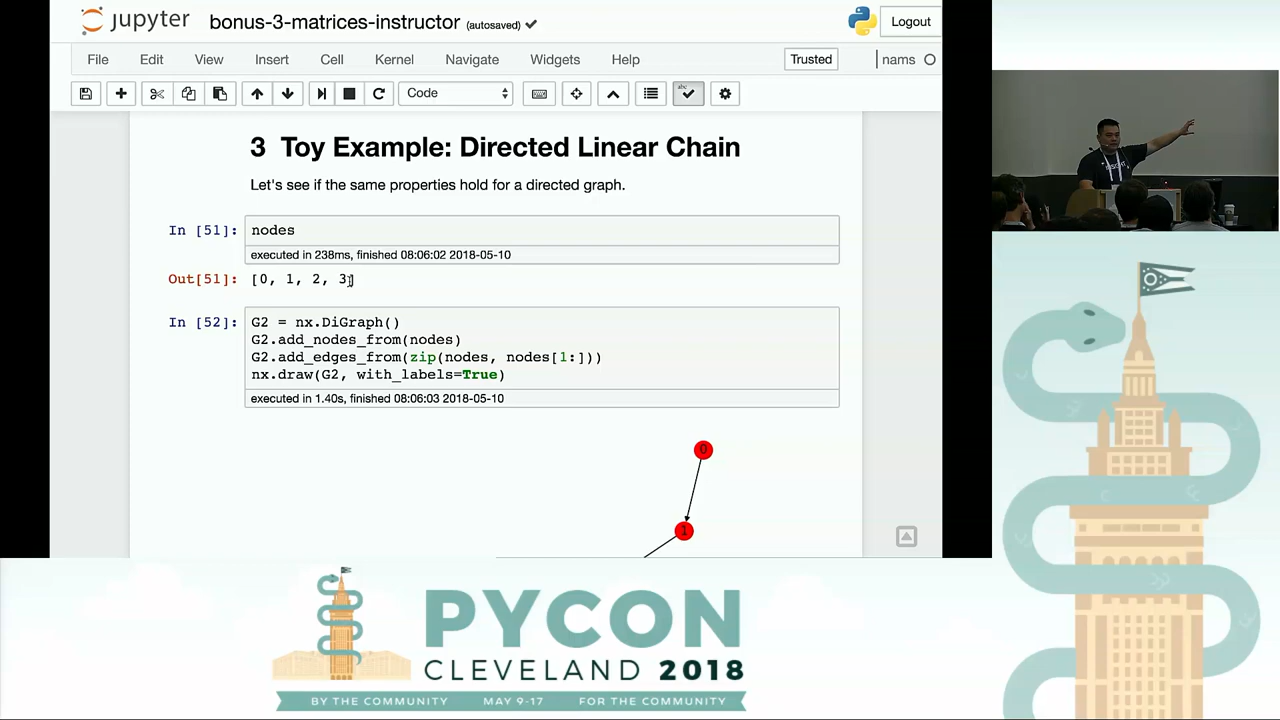 jupyter bonus-3-matrices-instructor (autosaved)
Logout
File Edit View Insert Cell Kernel Navigate Widgets Help Trusted nams
Code
abc
3 Toy Example: Directed Linear Chain
Let's see if the same properties hold for a directed graph.
In [51]: nodes
executed in 238ms, finished 08:06:02 2018-05-10
Out[51]: [0, 1, 2, 3]
In [52]: G2 = nx.DiGraph()
G2.add_nodes_from(nodes)
G2.add_edges_from(zip(nodes, nodes[1:]))
nx.draw(G2, with_labels=True)
executed in 1.40s, finished 08:06:03 2018-05-10
0
1
PYCON
CLEVELAND 2018
BY THE COMMUNITY MAY 9-17 FOR THE COMMUNITY